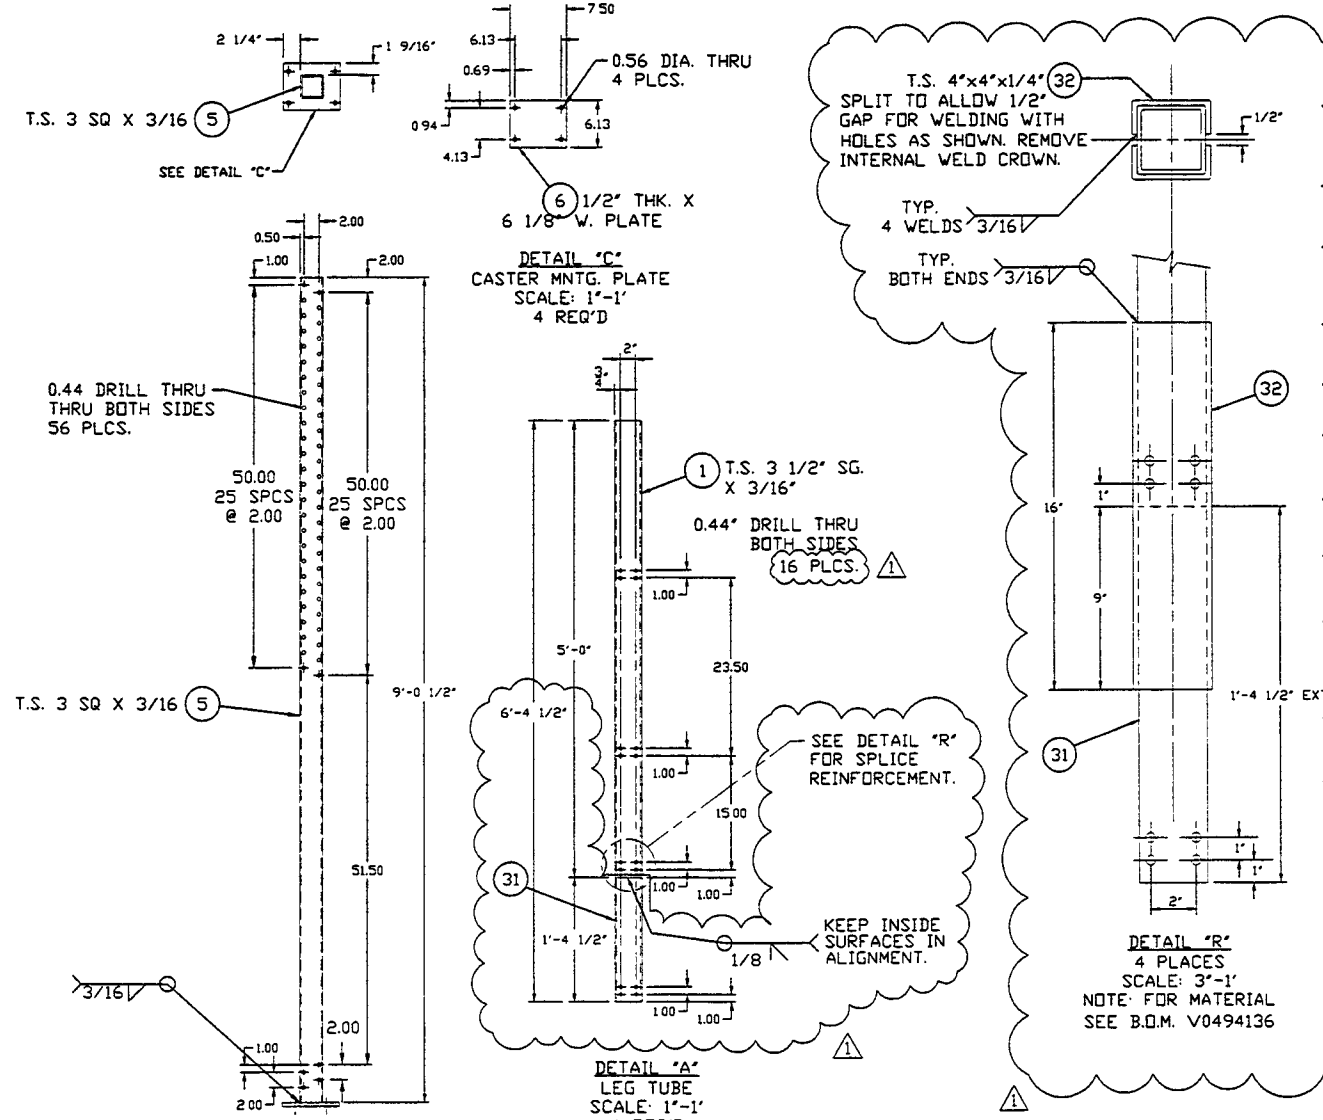 2 1/4"
1 9/16"
T.S. 3 SQ X 3/16 5
SEE DETAIL "C"
7.50
6.13
0.69
0.56 DIA. THRU
4 PLCS.
0.94
6.13
4.13
6 1/2" THK. X
6 1/8" W. PLATE
DETAIL "C"
CASTER MNTG. PLATE
SCALE: 1"-1'
4 REQ'D
T.S. 4"x4"x1/4" 32
SPLIT TO ALLOW 1/2"
GAP FOR WELDING WITH
HOLES AS SHOWN. REMOVE
INTERNAL WELD CROWN.
1/2"
TYP.
4 WELDS 3/16
TYP.
BOTH ENDS 3/16
32
16"
1"
9"
1'-4 1/2" EXT
31
1"
1"
2"
DETAIL "R"
4 PLACES
SCALE: 3"-1'
NOTE: FOR MATERIAL
SEE B.O.M. V0494136
1
2.00
0.50
1.00
2.00
0.44 DRILL THRU
THRU BOTH SIDES
56 PLCS.
50.00
25 SPCS
@ 2.00
50.00
25 SPCS
@ 2.00
T.S. 3 SQ X 3/16 5
9'-0 1/2"
51.50
3/16
1.00
2.00
2.00
2"
3/4"
1 T.S. 3 1/2" SG.
X 3/16"
0.44" DRILL THRU
BOTH SIDES
16 PLCS. 1
1.00
5'-0"
23.50
6'-4 1/2"
1.00
SEE DETAIL "R"
FOR SPLICE
REINFORCEMENT.
15.00
31
1.00
1.00
1'-4 1/2"
1/8
KEEP INSIDE
SURFACES IN
ALIGNMENT.
1.00
1.00
1
DETAIL "A"
LEG TUBE
SCALE: 1"-1'